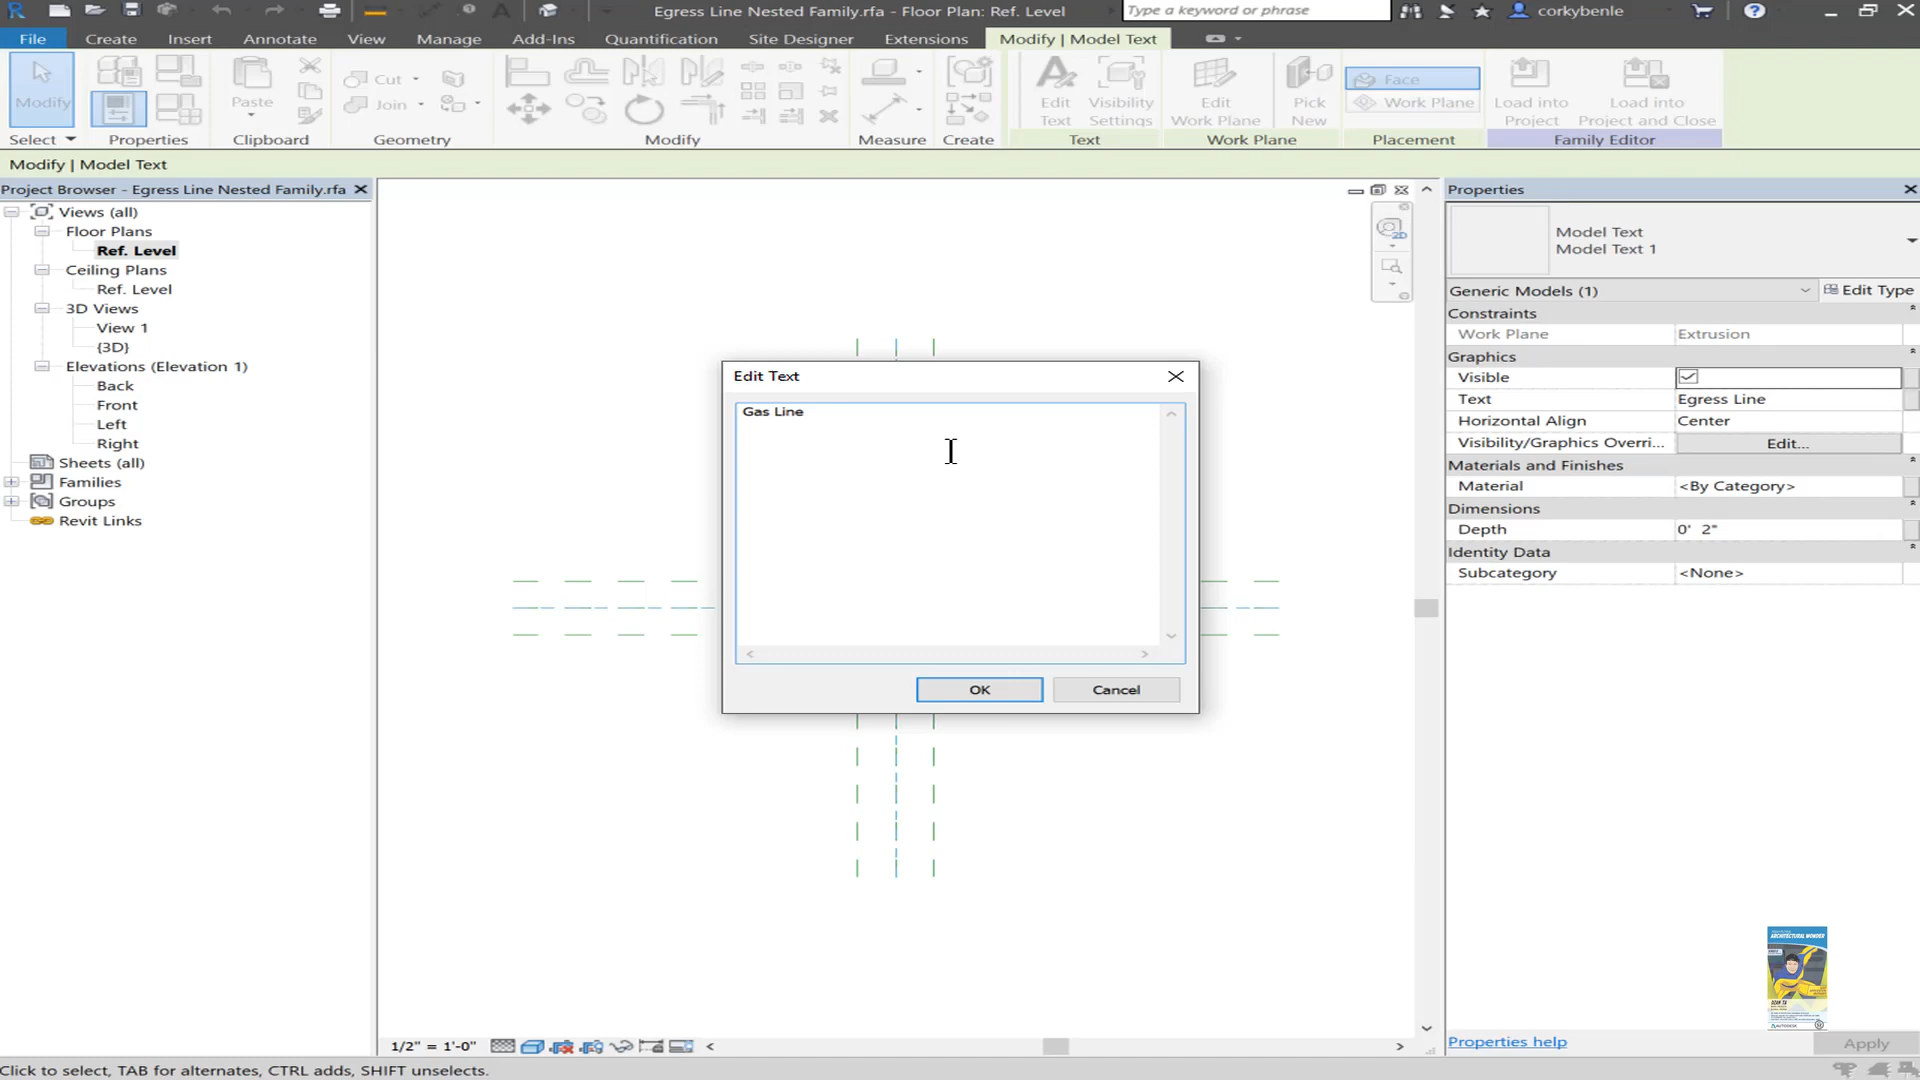 Egress Line Nested Family.rfa - Floor Plan: Ref. Level
Type a keyword or phrase
corkybenle
File
Create
Insert
Annotate
View
Manage
Add-Ins
Quantification
Site Designer
Extensions
Modify | Model Text
Modify
Paste
Cut
Join
Edit Text
Visibility Settings
Edit Work Plane
Pick New
Face
Work Plane
Load into Project
Load into Project and Close
Select
Properties
Clipboard
Geometry
Modify
Measure
Create
Text
Work Plane
Placement
Family Editor
Modify | Model Text
Project Browser - Egress Line Nested Family.rfa
Views (all)
Floor Plans
Ref. Level
Ceiling Plans
Ref. Level
3D Views
View 1
{3D}
Elevations (Elevation 1)
Back
Front
Left
Right
Sheets (all)
Families
Groups
Revit Links
Edit Text
Gas Line
OK
Cancel
Properties
Model Text
Model Text 1
Generic Models (1)
Edit Type
Constraints
Work Plane Extrusion
Graphics
Visible
Text Egress Line
Horizontal Align Center
Visibility/Graphics Overri... Edit...
Materials and Finishes
Material <By Category>
Dimensions
Depth 0' 2"
Identity Data
Subcategory <None>
ARCHITECTURAL WONDER
AUTODESK
Properties help
Apply
1/2" = 1'-0"
Click to select, TAB for alternates, CTRL adds, SHIFT unselects.